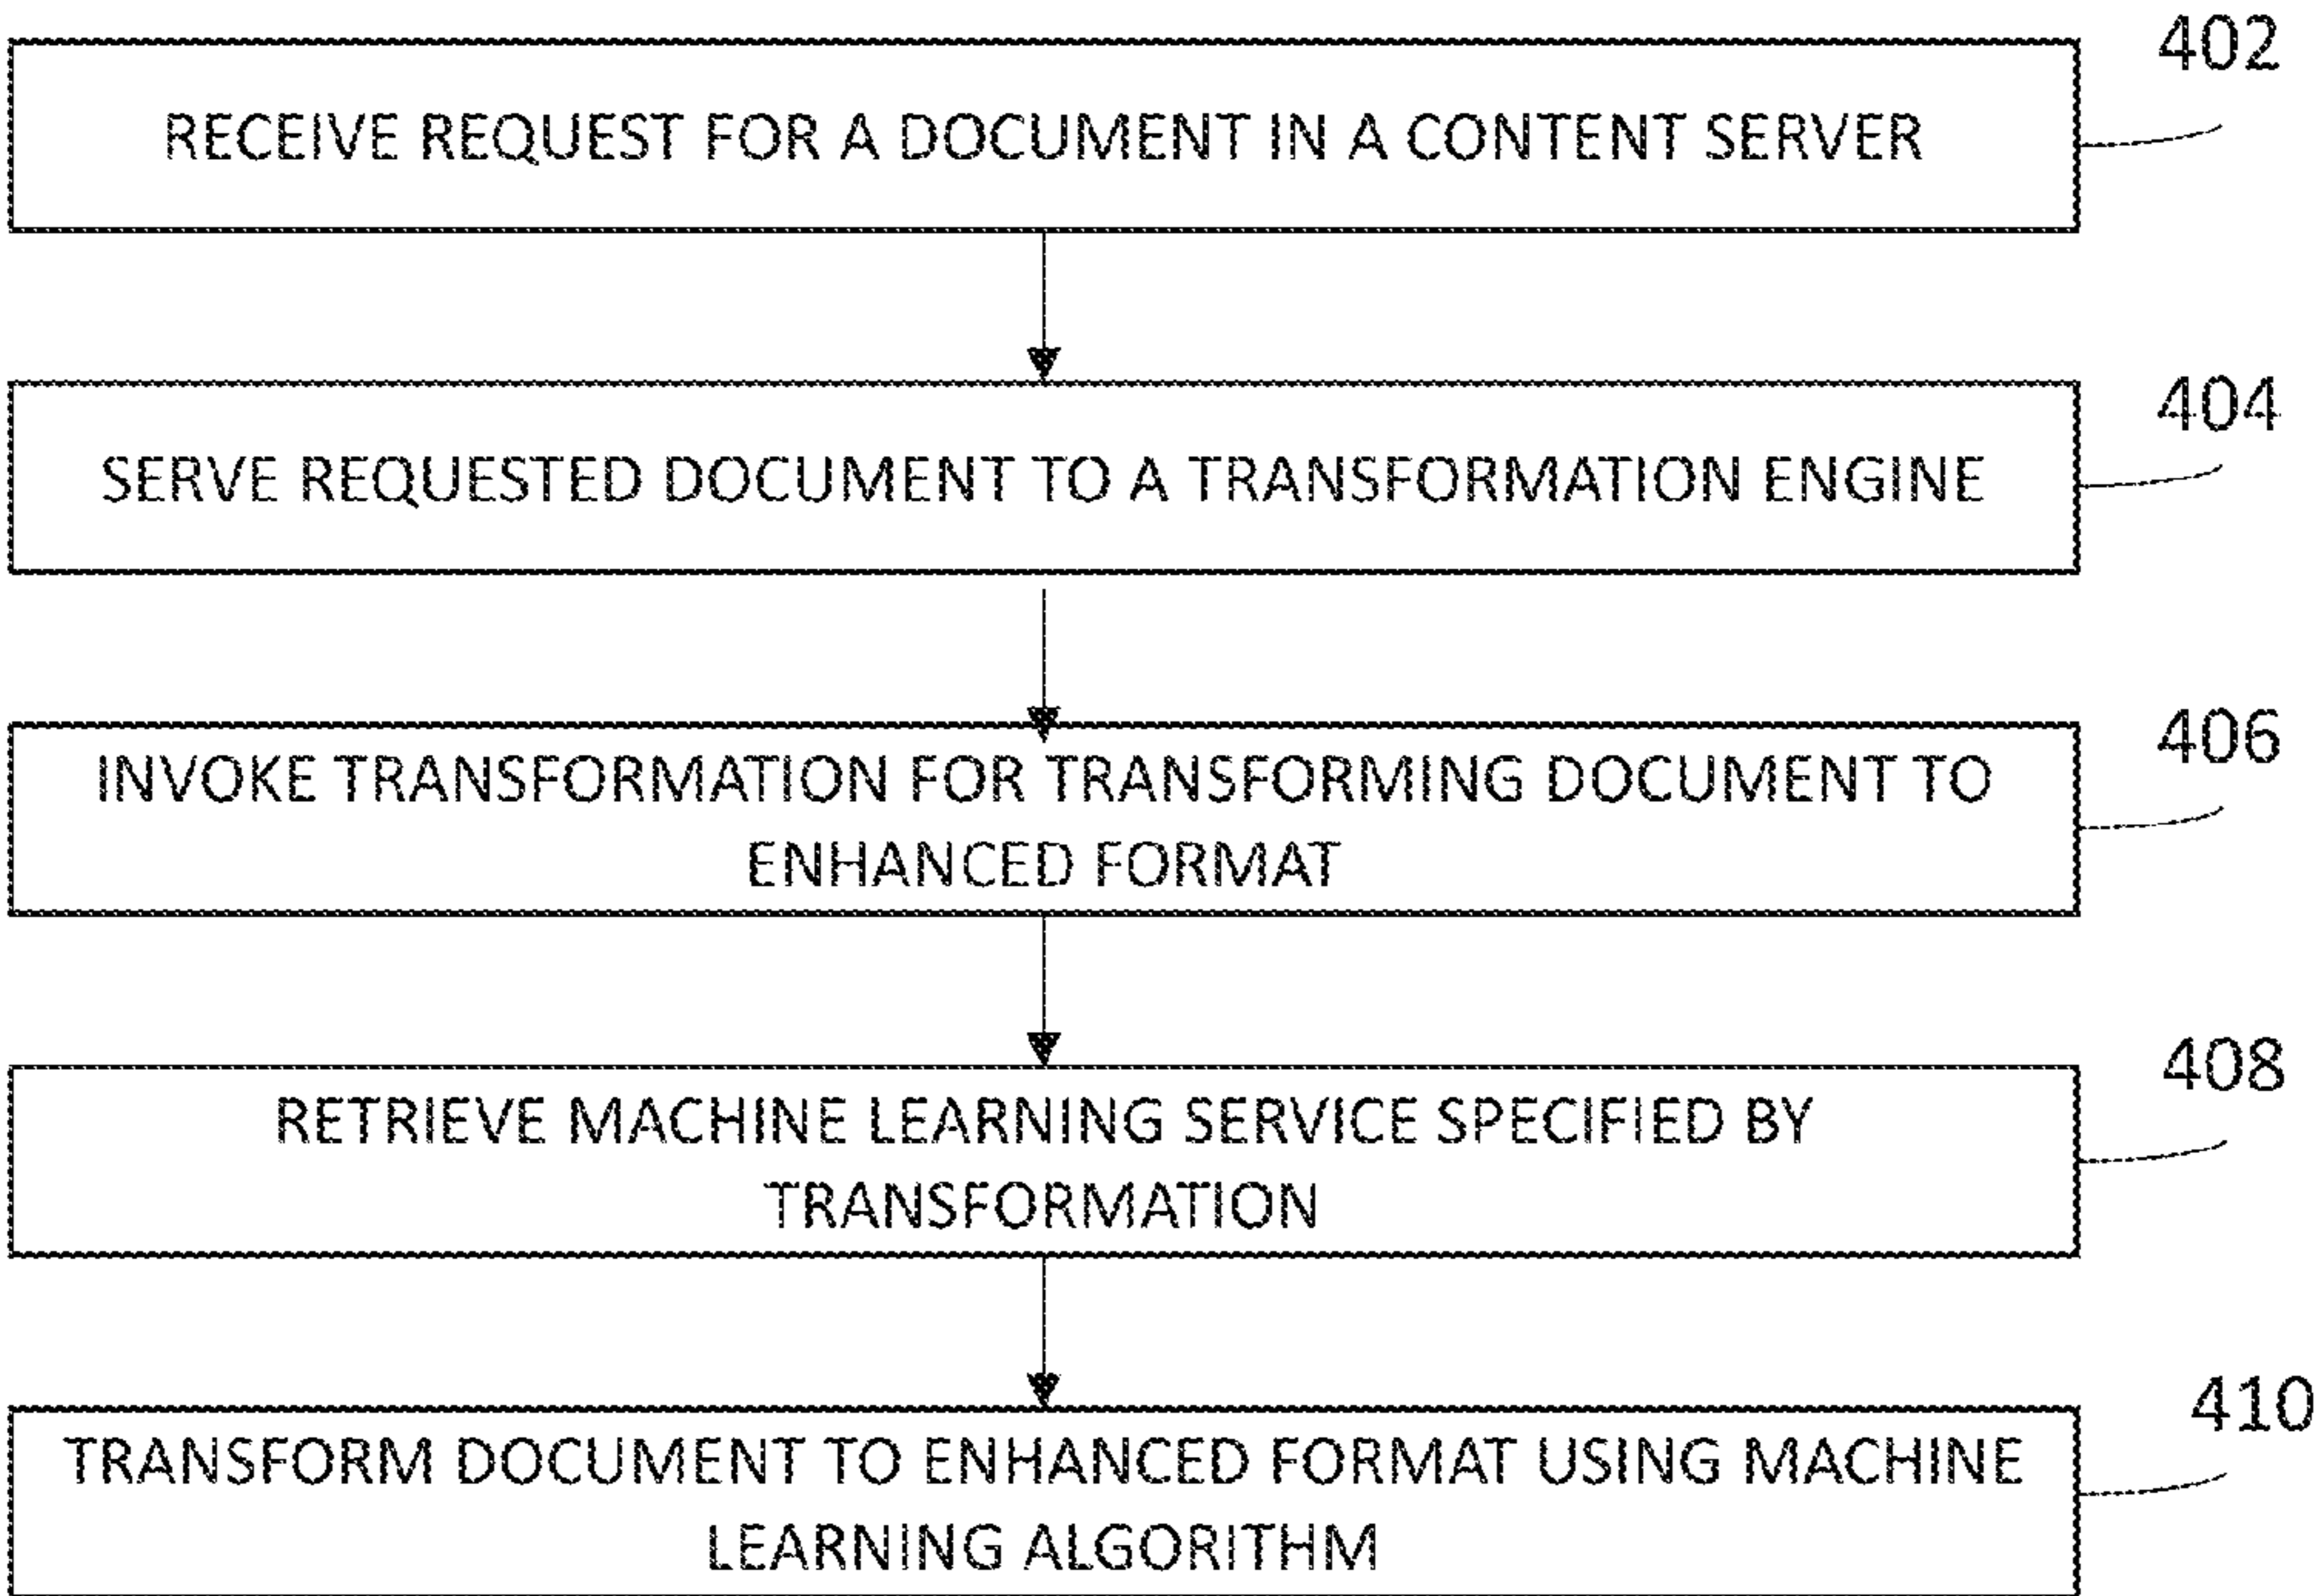 402
RECEIVE REQUEST FOR A DOCUMENT IN A CONTENT SERVER
404
SERVE REQUESTED DOCUMENT TO A TRANSFORMATION ENGINE
406
INVOKE TRANSFORMATION FOR TRANSFORMING DOCUMENT TO
ENHANCED FORMAT
408
RETRIEVE MACHINE LEARNING SERVICE SPECIFIED BY
TRANSFORMATION
410
TRANSFORM DOCUMENT TO ENHANCED FORMAT USING MACHINE
LEARNING ALGORITHM